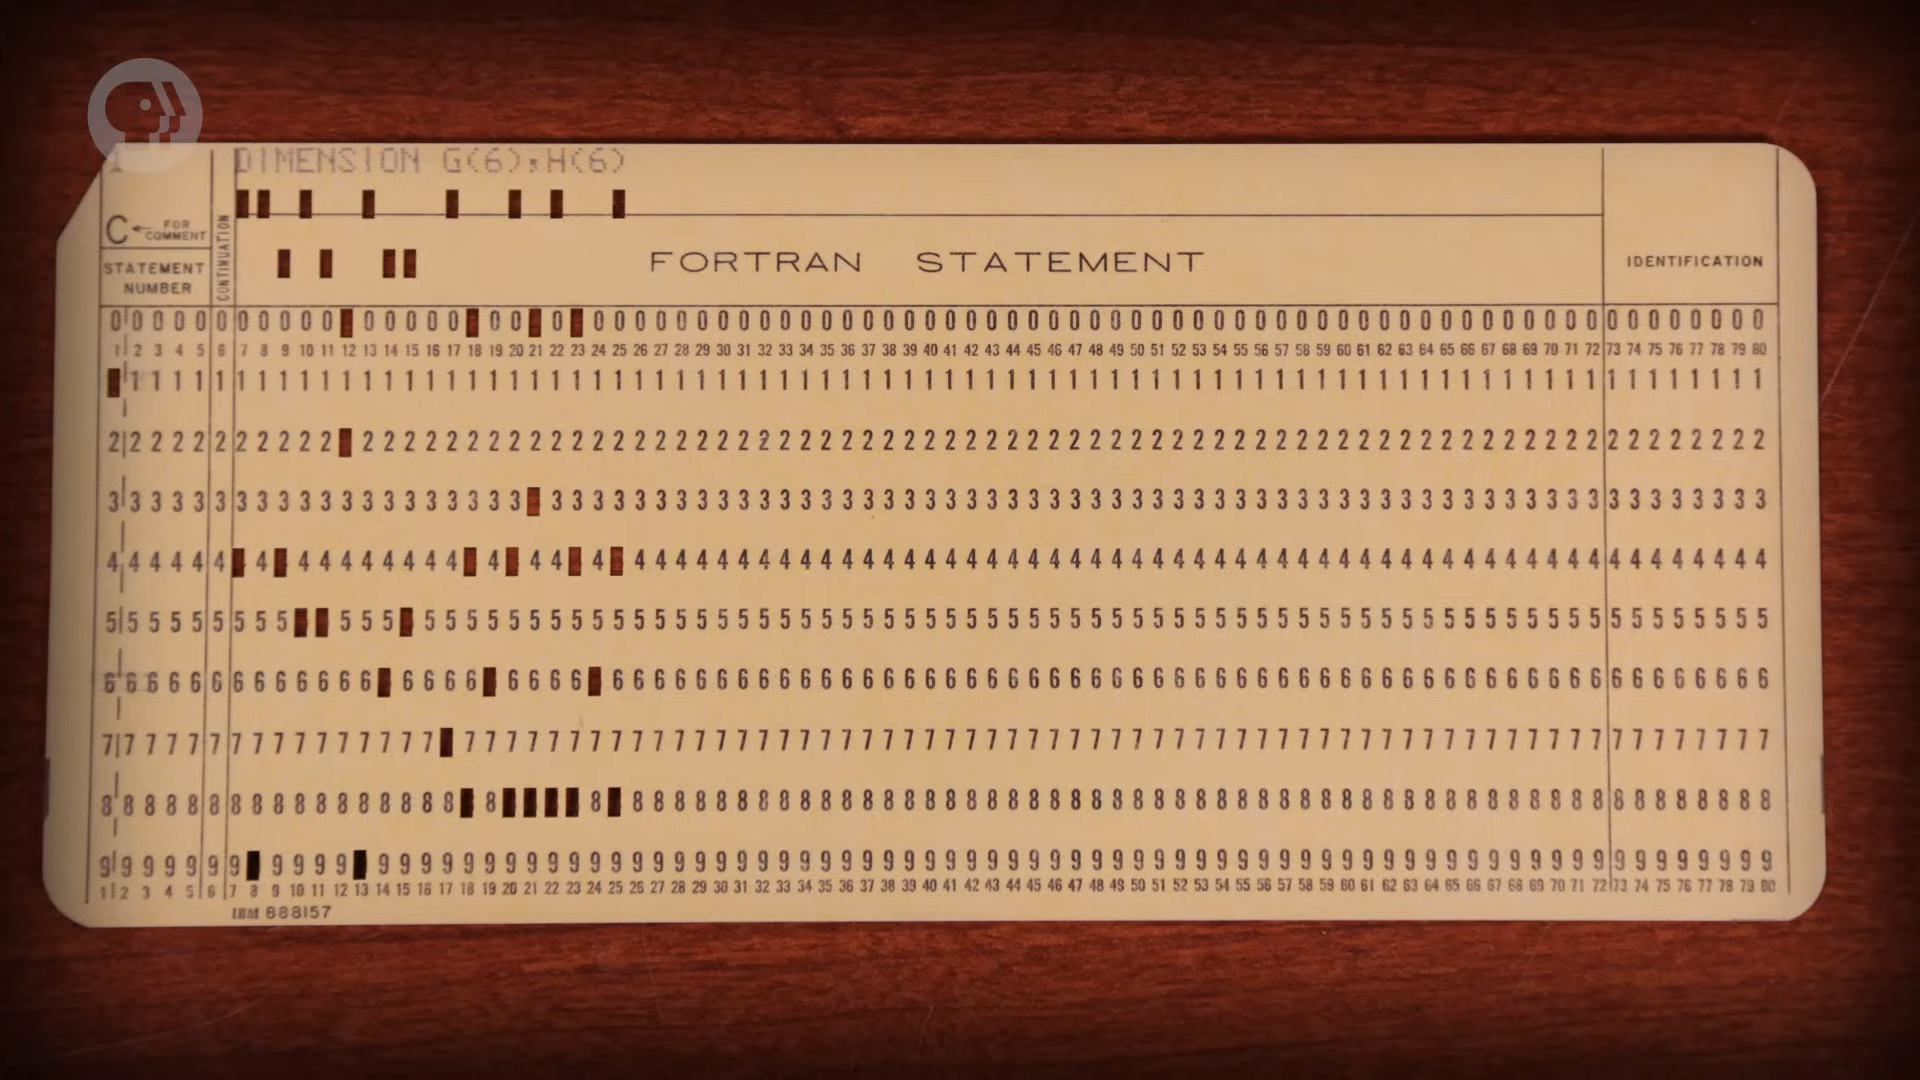 1 DIMENSION G(6),H(6)
C ← FOR COMMENT
CONTINUATION
STATEMENT NUMBER
FORTRAN STATEMENT
IDENTIFICATION
0 0 0 0 0 0 0 0 0 0 0 0 0 0 0 0 0 0 0 0 0 0 0 0 0 0 0 0 0 0 0 0 0 0 0 0 0 0 0 0 0 0 0 0 0 0 0 0 0 0 0 0 0 0 0 0 0 0 0 0 0 0 0 0 0 0 0 0 0 0 0 0 0 0 0 0
1 2 3 4 5 6 7 8 9 10 11 12 13 14 15 16 17 18 19 20 21 22 23 24 25 26 27 28 29 30 31 32 33 34 35 36 37 38 39 40 41 42 43 44 45 46 47 48 49 50 51 52 53 54 55 56 57 58 59 60 61 62 63 64 65 66 67 68 69 70 71 72 73 74 75 76 77 78 79 80
1 1 1 1 1 1 1 1 1 1 1 1 1 1 1 1 1 1 1 1 1 1 1 1 1 1 1 1 1 1 1 1 1 1 1 1 1 1 1 1 1 1 1 1 1 1 1 1 1 1 1 1 1 1 1 1 1 1 1 1 1 1 1 1 1 1 1 1 1 1 1 1 1 1 1 1 1 1 1
2 2 2 2 2 2 2 2 2 2 2 2 2 2 2 2 2 2 2 2 2 2 2 2 2 2 2 2 2 2 2 2 2 2 2 2 2 2 2 2 2 2 2 2 2 2 2 2 2 2 2 2 2 2 2 2 2 2 2 2 2 2 2 2 2 2 2 2 2 2 2 2 2 2 2 2 2 2 2
3 3 3 3 3 3 3 3 3 3 3 3 3 3 3 3 3 3 3 3 3 3 3 3 3 3 3 3 3 3 3 3 3 3 3 3 3 3 3 3 3 3 3 3 3 3 3 3 3 3 3 3 3 3 3 3 3 3 3 3 3 3 3 3 3 3 3 3 3 3 3 3 3 3 3 3 3 3 3
4 4 4 4 4 4 4 4 4 4 4 4 4 4 4 4 4 4 4 4 4 4 4 4 4 4 4 4 4 4 4 4 4 4 4 4 4 4 4 4 4 4 4 4 4 4 4 4 4 4 4 4 4 4 4 4 4 4 4 4 4 4 4 4 4 4 4 4 4 4 4 4 4 4
5 5 5 5 5 5 5 5 5 5 5 5 5 5 5 5 5 5 5 5 5 5 5 5 5 5 5 5 5 5 5 5 5 5 5 5 5 5 5 5 5 5 5 5 5 5 5 5 5 5 5 5 5 5 5 5 5 5 5 5 5 5 5 5 5 5 5 5 5 5 5 5 5 5 5 5 5
6 6 6 6 6 6 6 6 6 6 6 6 6 6 6 6 6 6 6 6 6 6 6 6 6 6 6 6 6 6 6 6 6 6 6 6 6 6 6 6 6 6 6 6 6 6 6 6 6 6 6 6 6 6 6 6 6 6 6 6 6 6 6 6 6 6 6 6 6 6 6 6 6 6 6 6 6
7 7 7 7 7 7 7 7 7 7 7 7 7 7 7 7 7 7 7 7 7 7 7 7 7 7 7 7 7 7 7 7 7 7 7 7 7 7 7 7 7 7 7 7 7 7 7 7 7 7 7 7 7 7 7 7 7 7 7 7 7 7 7 7 7 7 7 7 7 7 7 7 7 7 7 7 7 7 7
8 8 8 8 8 8 8 8 8 8 8 8 8 8 8 8 8 8 8 8 8 8 8 8 8 8 8 8 8 8 8 8 8 8 8 8 8 8 8 8 8 8 8 8 8 8 8 8 8 8 8 8 8 8 8 8 8 8 8 8 8 8 8 8 8 8 8 8 8 8 8 8 8 8
9 9 9 9 9 9 9 9 9 9 9 9 9 9 9 9 9 9 9 9 9 9 9 9 9 9 9 9 9 9 9 9 9 9 9 9 9 9 9 9 9 9 9 9 9 9 9 9 9 9 9 9 9 9 9 9 9 9 9 9 9 9 9 9 9 9 9 9 9 9 9 9 9 9 9 9 9 9
1 2 3 4 5 6 7 8 9 10 11 12 13 14 15 16 17 18 19 20 21 22 23 24 25 26 27 28 29 30 31 32 33 34 35 36 37 38 39 40 41 42 43 44 45 46 47 48 49 50 51 52 53 54 55 56 57 58 59 60 61 62 63 64 65 66 67 68 69 70 71 72 73 74 75 76 77 78 79 80
IBM 888157